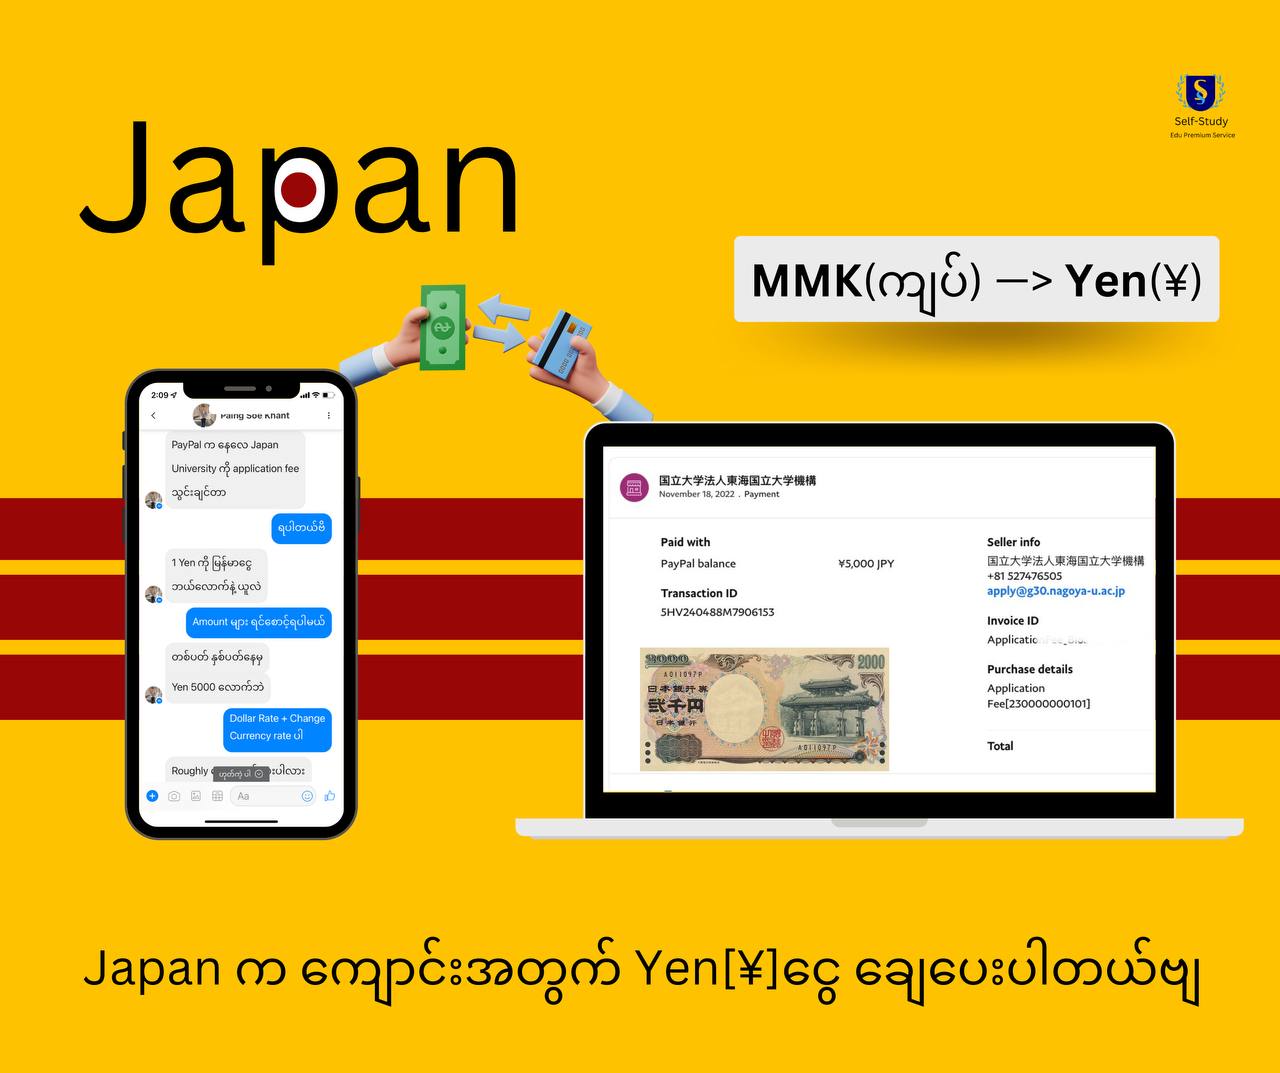 Japan
Self-Study
Edu Premium Service
MMK(ကျပ်) —> Yen(¥)
2:09
Paing Soe Khant
PayPal က နေလေ Japan
University ကို application fee
သွင်းချင်တာ
ရပါတယ်ဗီ
1 Yen ကို မြန်မာငွေ
ဘယ်လောက်နဲ့ ယူလဲ
Amount များ ရင်စောင့်ရပါမယ်
တစ်ပတ် နှစ်ပတ်နေမှ
Yen 5000 လောက်ဘဲ
Dollar Rate + Change
Currency rate ပါ
Roughly
ဟုတ်ကဲ့ ပါ
Aa
国立大学法人東海国立大学機構
November 18, 2022 . Payment
Paid with
PayPal balance ¥5,000 JPY
Transaction ID
5HV240488M7906153
Seller info
国立大学法人東海国立大学機構
+81 527476505
apply@g30.nagoya-u.ac.jp
Invoice ID
Purchase details
Application
Fee[230000000101]
Total
2000 2000
A011097P
日本銀行券
弐千円
日本銀行
A011097P
Japan က ကျောင်းအတွက် Yen[¥]ငွေ ချေပေးပါတယ်ဗျ